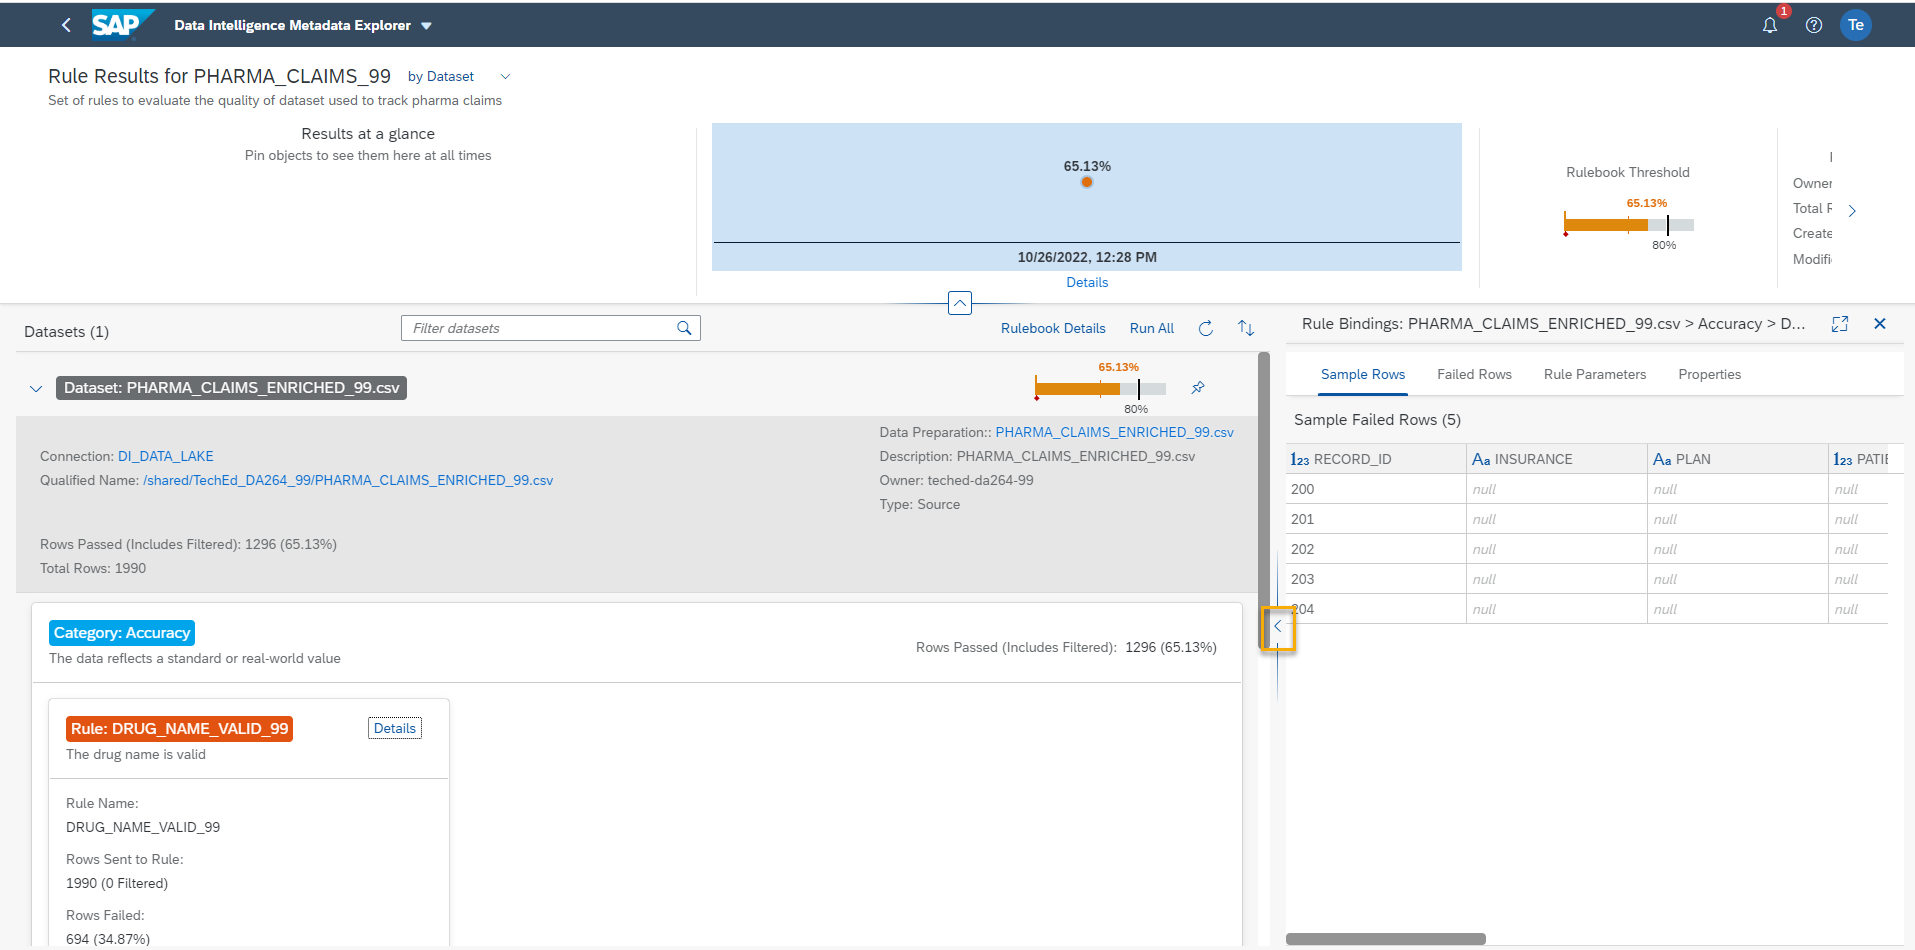 SAP Data Intelligence Metadata Explorer
1
Te
Rule Results for PHARMA_CLAIMS_99 by Dataset
Set of rules to evaluate the quality of dataset used to track pharma claims
Results at a glance
Pin objects to see them here at all times
65.13%
10/26/2022, 12:28 PM
Details
Rulebook Threshold
65.13%
80%
Owner
Total R
Create
Modifi
Datasets (1)
Filter datasets
Rulebook Details Run All
Dataset: PHARMA_CLAIMS_ENRICHED_99.csv
65.13%
80%
Connection: DI_DATA_LAKE
Qualified Name: /shared/TechEd_DA264_99/PHARMA_CLAIMS_ENRICHED_99.csv
Data Preparation:: PHARMA_CLAIMS_ENRICHED_99.csv
Description: PHARMA_CLAIMS_ENRICHED_99.csv
Owner: teched-da264-99
Type: Source
Rows Passed (Includes Filtered): 1296 (65.13%)
Total Rows: 1990
Category: Accuracy
The data reflects a standard or real-world value
Rows Passed (Includes Filtered): 1296 (65.13%)
Rule: DRUG_NAME_VALID_99 Details
The drug name is valid
Rule Name:
DRUG_NAME_VALID_99
Rows Sent to Rule:
1990 (0 Filtered)
Rows Failed:
694 (34.87%)
Rule Bindings: PHARMA_CLAIMS_ENRICHED_99.csv > Accuracy > D...
Sample Rows Failed Rows Rule Parameters Properties
Sample Failed Rows (5)
123 RECORD_ID Aa INSURANCE Aa PLAN 123 PATIE
200 null null null
201 null null null
202 null null null
203 null null null
204 null null null